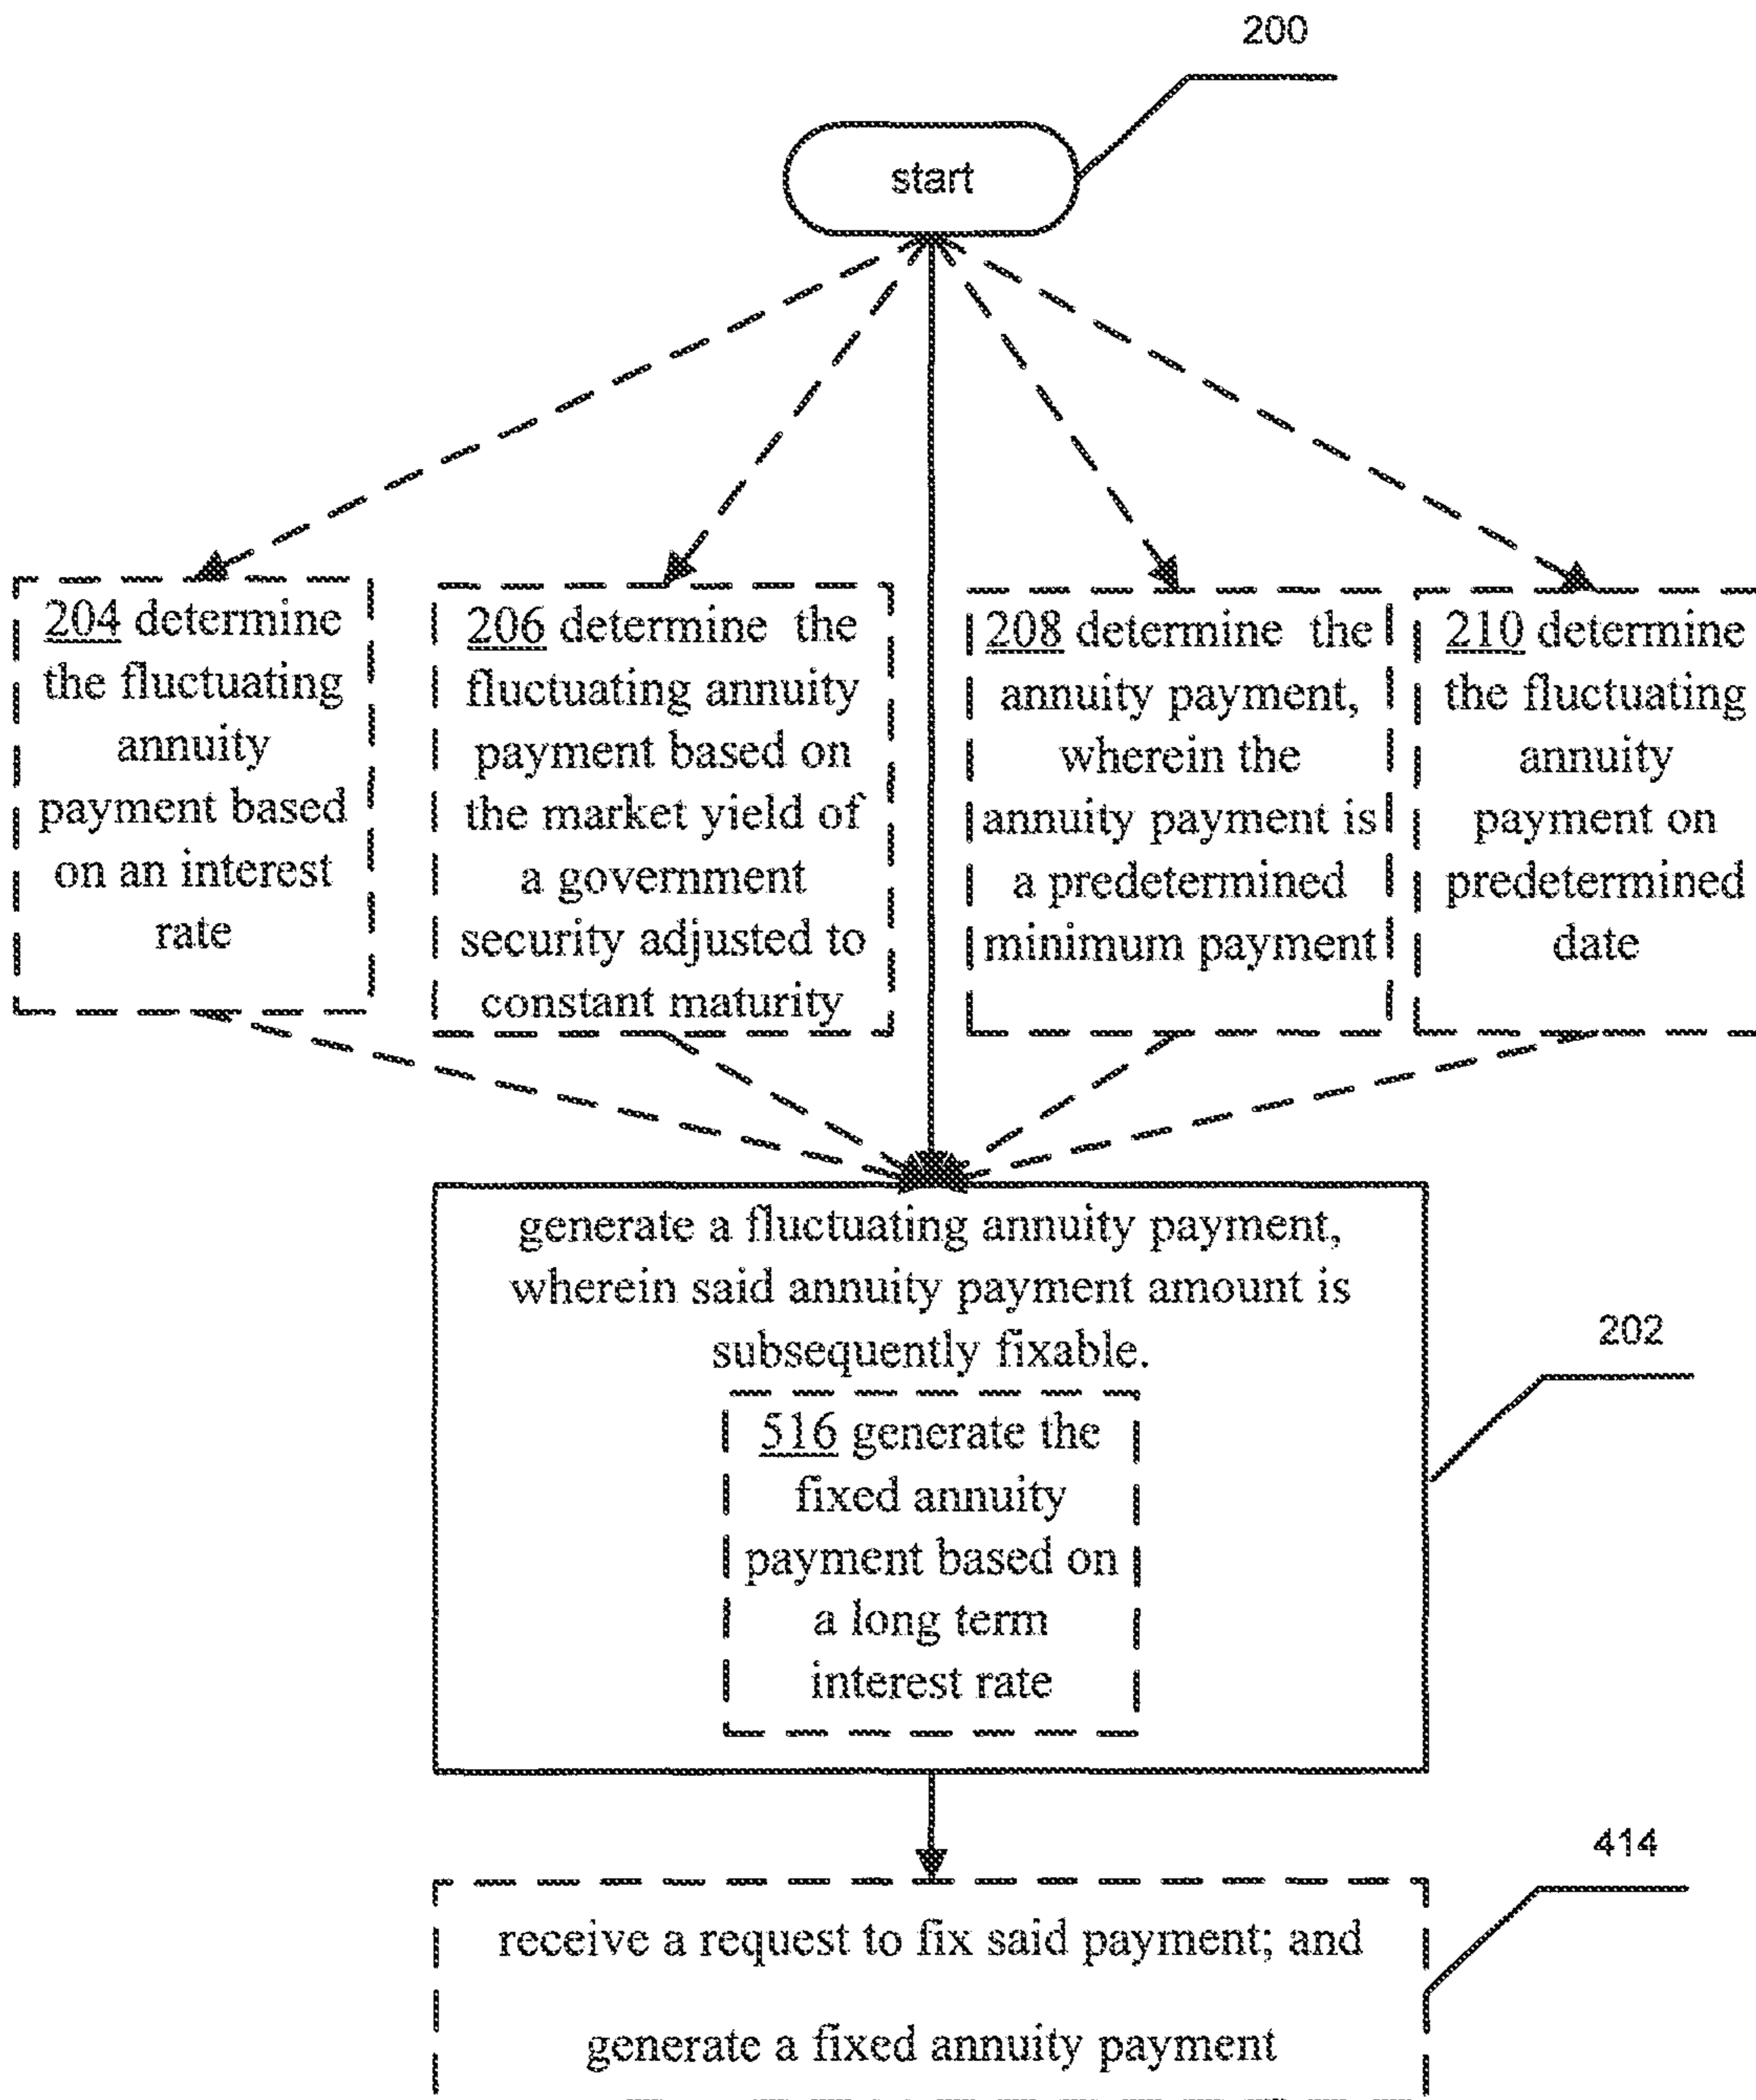 200
start
204 determine
the fluctuating
annuity
payment based
on an interest
rate
206 determine the
fluctuating annuity
payment based on
the market yield of
a government
security adjusted to
constant maturity
208 determine the
annuity payment,
wherein the
annuity payment is
a predetermined
minimum payment
210 determine
the fluctuating
annuity
payment on
predetermined
date
generate a fluctuating annuity payment,
wherein said annuity payment amount is
subsequently fixable.
516 generate the
fixed annuity
payment based on
a long term
interest rate
202
414
receive a request to fix said payment; and
generate a fixed annuity payment